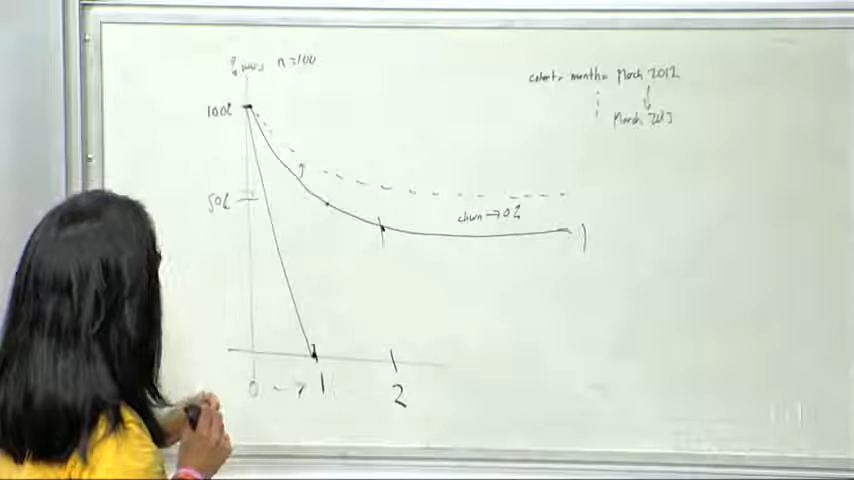 % users n=100
cohort = month = March 2012
March 2013
100%
50%
churn → 0%
0 → 1
2